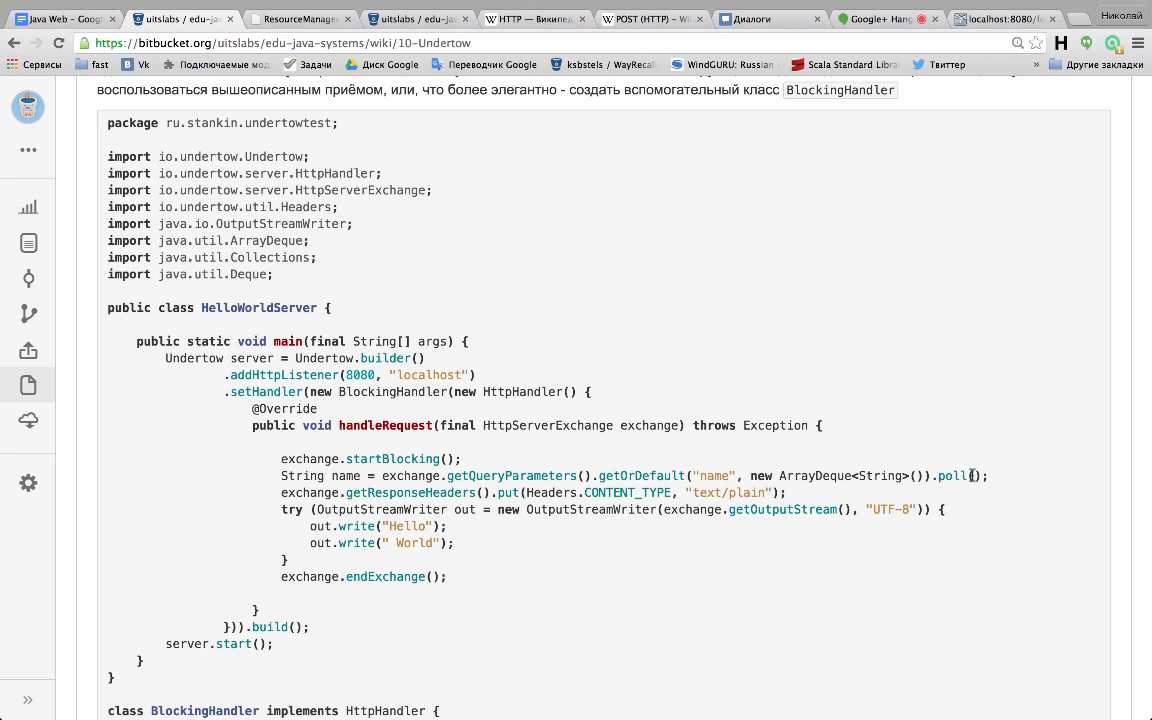 Java Web - Google
uitslabs / edu-jav
ResourceManage
uitslabs / edu-ja
HTTP — Википед
POST (HTTP) – W
Диалоги
Google+ Hang
localhost:8080/fo
Николай
https://bitbucket.org/uitslabs/edu-java-systems/wiki/10-Undertow
Сервисы
fast
Vk
Подключаемые мод
Задачи
Диск Google
Переводчик Google
ksbstels / WayRecall
WindGURU: Russian
Scala Standard Libra
Твиттер
»
Другие закладки
воспользоваться вышеописанным приёмом, или, что более элегантно - создать вспомогательный класс BlockingHandler
package ru.stankin.undertowtest;
import io.undertow.Undertow;
import io.undertow.server.HttpHandler;
import io.undertow.server.HttpServerExchange;
import io.undertow.util.Headers;
import java.io.OutputStreamWriter;
import java.util.ArrayDeque;
import java.util.Collections;
import java.util.Deque;
public class HelloWorldServer {
public static void main(final String[] args) {
Undertow server = Undertow.builder()
.addHttpListener(8080, "localhost")
.setHandler(new BlockingHandler(new HttpHandler() {
@Override
public void handleRequest(final HttpServerExchange exchange) throws Exception {
exchange.startBlocking();
String name = exchange.getQueryParameters().getOrDefault("name", new ArrayDeque<String>()).poll();
exchange.getResponseHeaders().put(Headers.CONTENT_TYPE, "text/plain");
try (OutputStreamWriter out = new OutputStreamWriter(exchange.getOutputStream(), "UTF-8")) {
out.write("Hello");
out.write(" World");
}
exchange.endExchange();
}
})).build();
server.start();
}
}
class BlockingHandler implements HttpHandler {